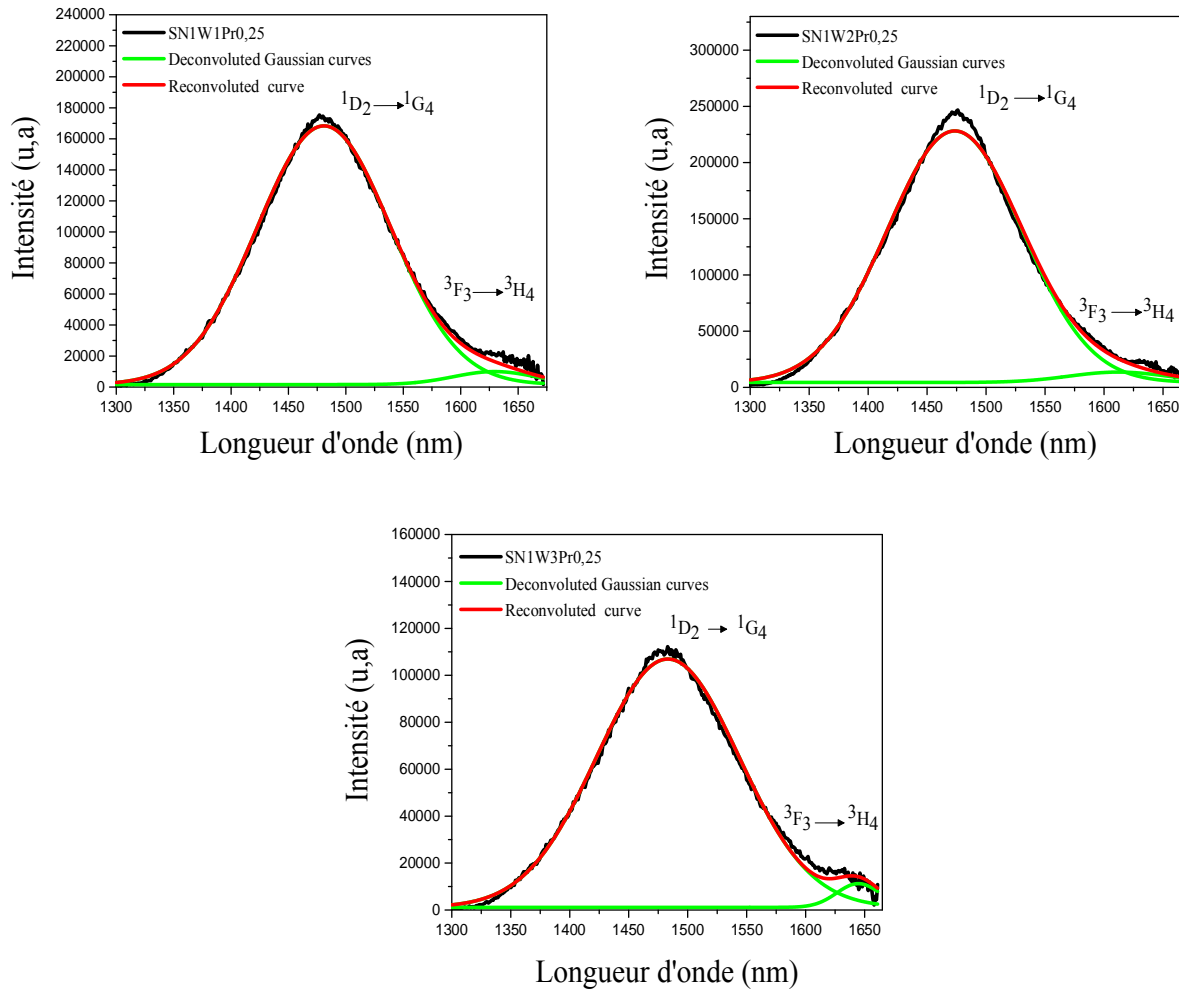 240000
220000
200000
180000
160000
140000
120000
100000
80000
60000
40000
20000
0
SN1W1Pr0,25
Deconvoluted Gaussian curves
Reconvoluted curve
1D2 → 1G4
3F3 → 3H4
Intensité (u,a)
1300 1350 1400 1450 1500 1550 1600 1650
Longueur d'onde (nm)
300000
250000
200000
150000
100000
50000
0
SN1W2Pr0,25
Deconvoluted Gaussian curves
Reconvoluted curve
1D2 → 1G4
3F3 → 3H4
Intensité (u,a)
1300 1350 1400 1450 1500 1550 1600 1650
Longueur d'onde (nm)
160000
140000
120000
100000
80000
60000
40000
20000
0
SN1W3Pr0,25
Deconvoluted Gaussian curves
Reconvoluted curve
1D2 → 1G4
3F3 → 3H4
Intensité (u,a)
1300 1350 1400 1450 1500 1550 1600 1650
Longueur d'onde (nm)